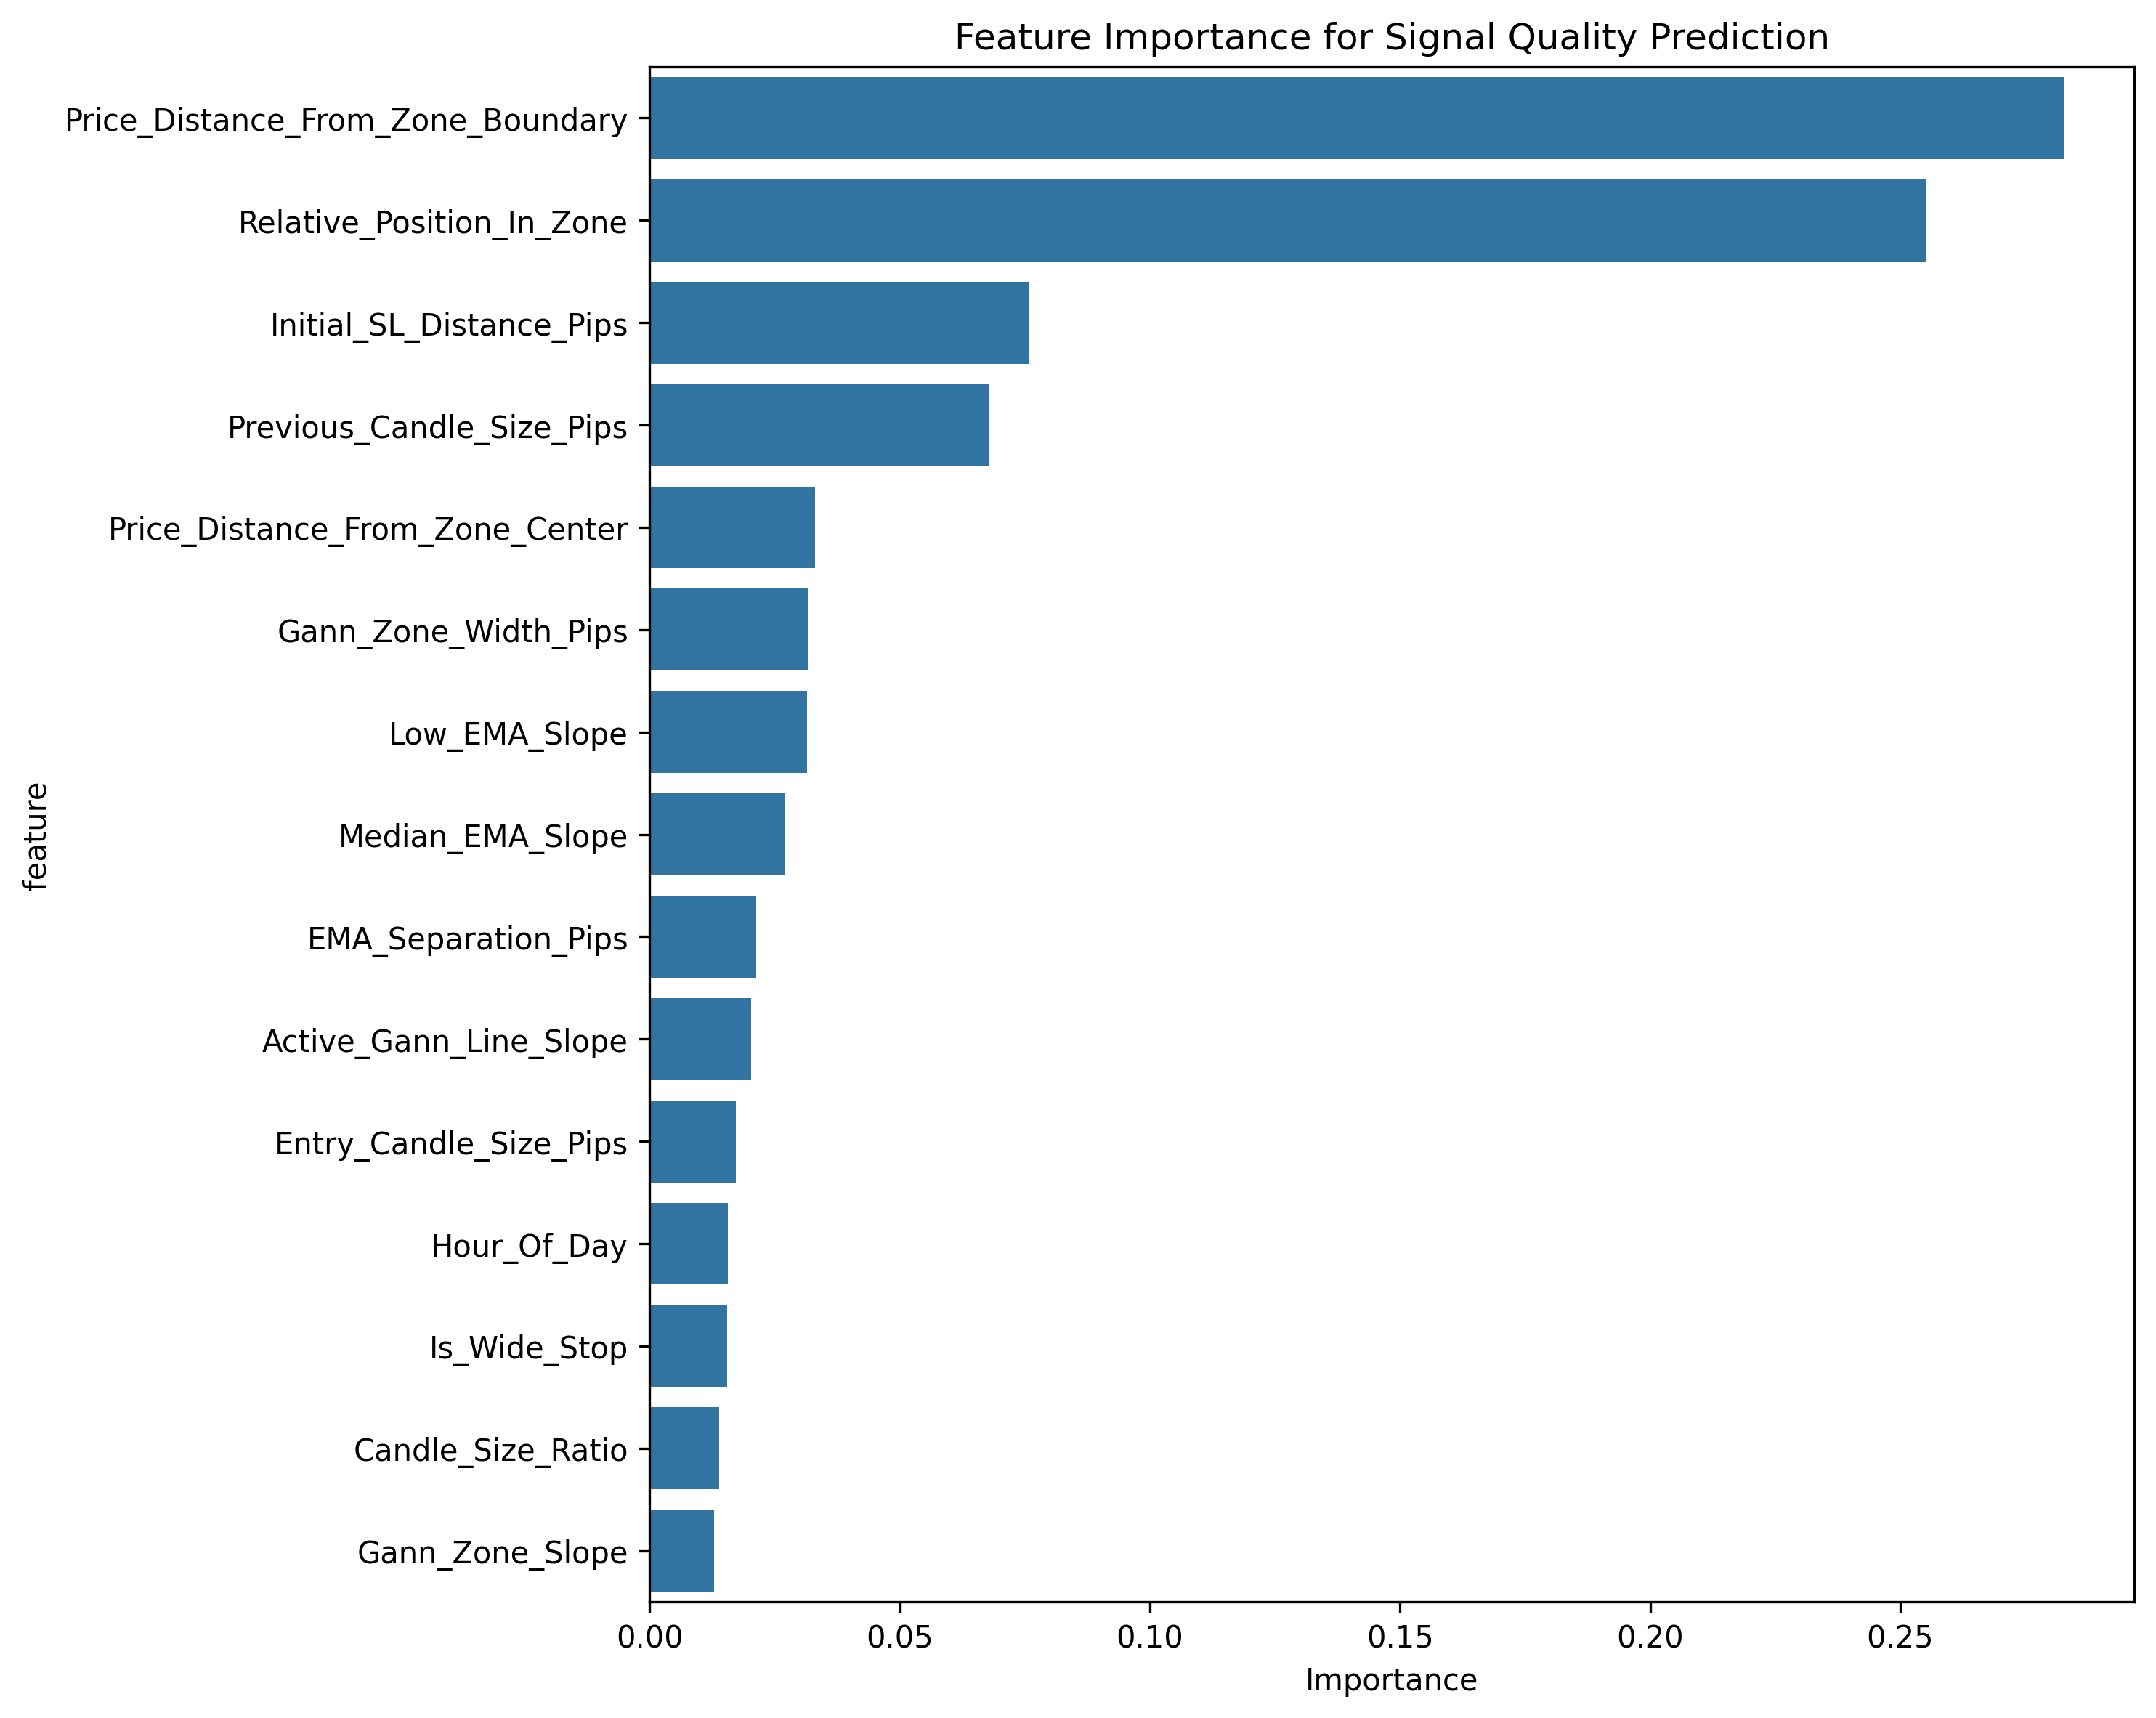 Feature Importance for Signal Quality Prediction
Price_Distance_From_Zone_Boundary
Relative_Position_In_Zone
Initial_SL_Distance_Pips
Previous_Candle_Size_Pips
Price_Distance_From_Zone_Center
Gann_Zone_Width_Pips
Low_EMA_Slope
Median_EMA_Slope
EMA_Separation_Pips
Active_Gann_Line_Slope
Entry_Candle_Size_Pips
Hour_Of_Day
Is_Wide_Stop
Candle_Size_Ratio
Gann_Zone_Slope
feature
0.00 0.05 0.10 0.15 0.20 0.25
Importance